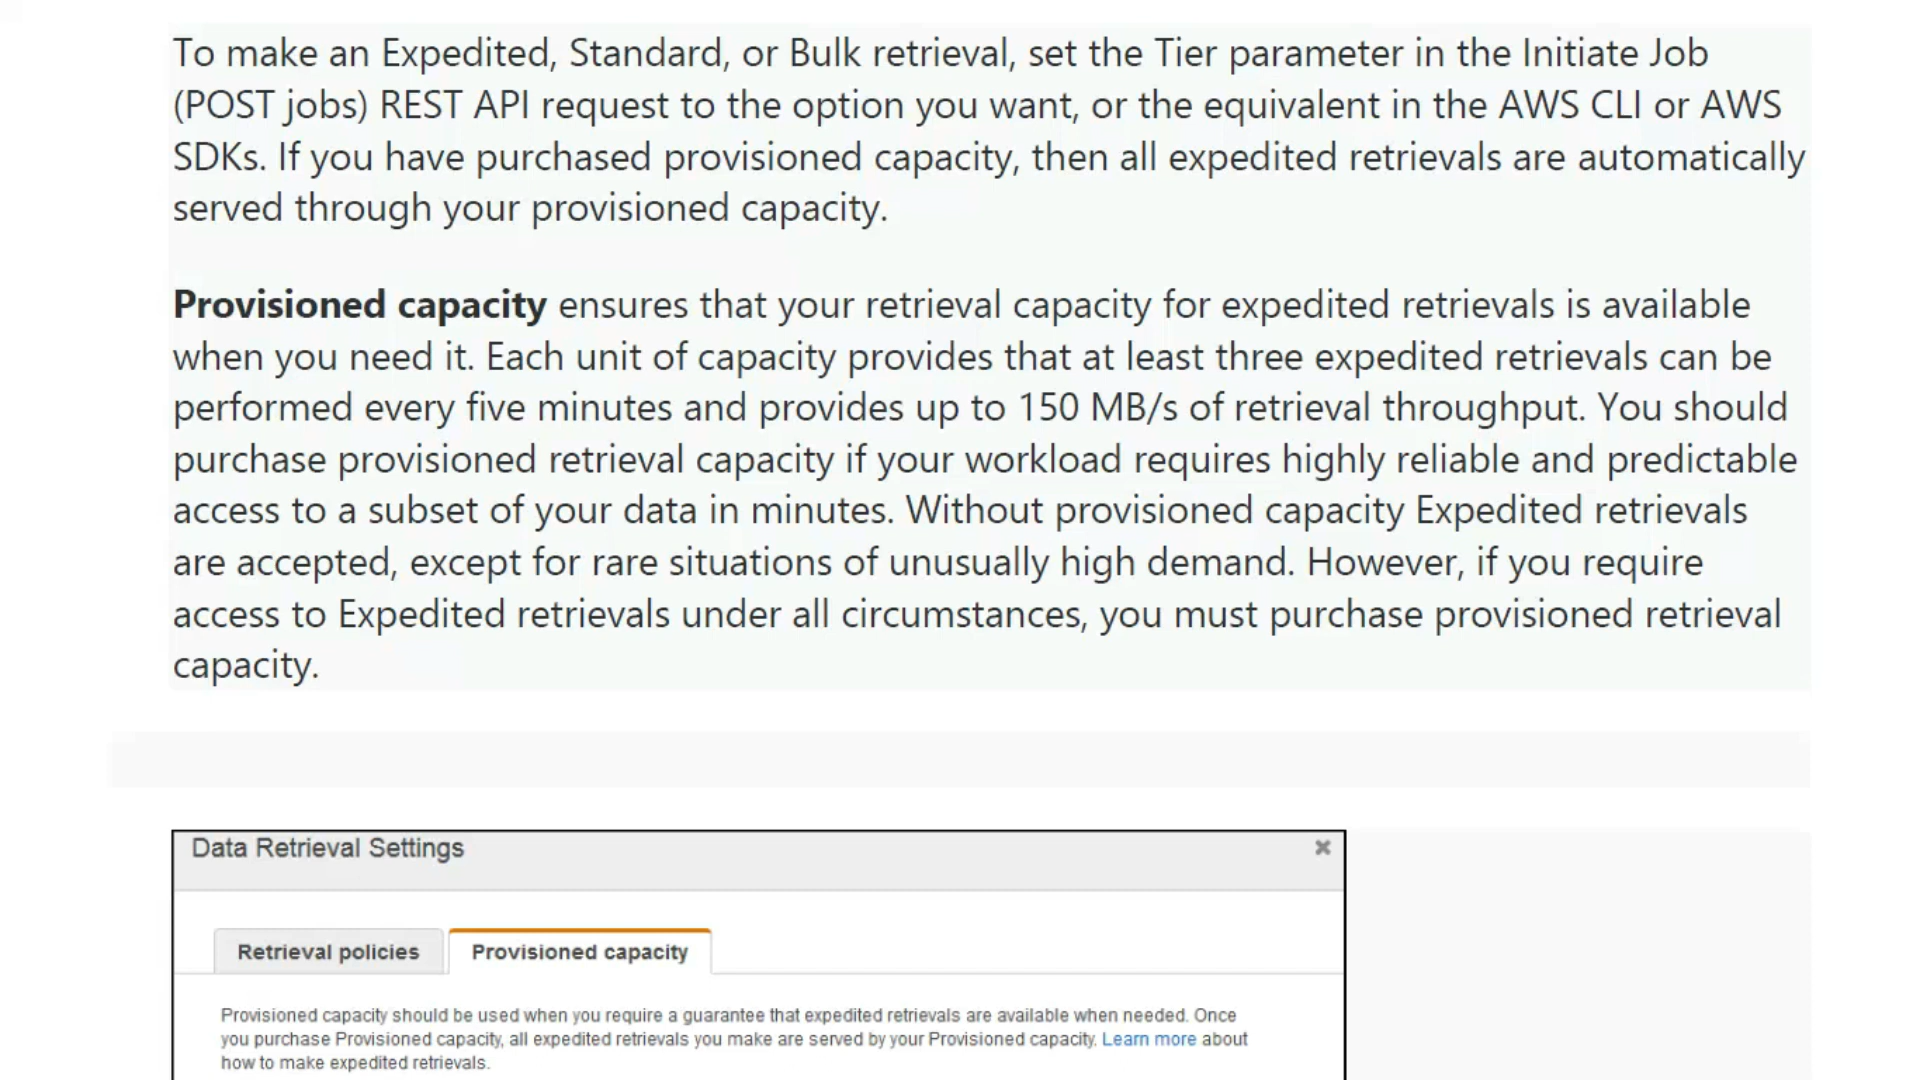 To make an Expedited, Standard, or Bulk retrieval, set the Tier parameter in the Initiate Job
(POST jobs) REST API request to the option you want, or the equivalent in the AWS CLI or AWS
SDKs. If you have purchased provisioned capacity, then all expedited retrievals are automatically
served through your provisioned capacity.
Provisioned capacity ensures that your retrieval capacity for expedited retrievals is available
when you need it. Each unit of capacity provides that at least three expedited retrievals can be
performed every five minutes and provides up to 150 MB/s of retrieval throughput. You should
purchase provisioned retrieval capacity if your workload requires highly reliable and predictable
access to a subset of your data in minutes. Without provisioned capacity Expedited retrievals
are accepted, except for rare situations of unusually high demand. However, if you require
access to Expedited retrievals under all circumstances, you must purchase provisioned retrieval
capacity.
Data Retrieval Settings
Retrieval policies Provisioned capacity
Provisioned capacity should be used when you require a guarantee that expedited retrievals are available when needed. Once
you purchase Provisioned capacity, all expedited retrievals you make are served by your Provisioned capacity. Learn more about
how to make expedited retrievals.